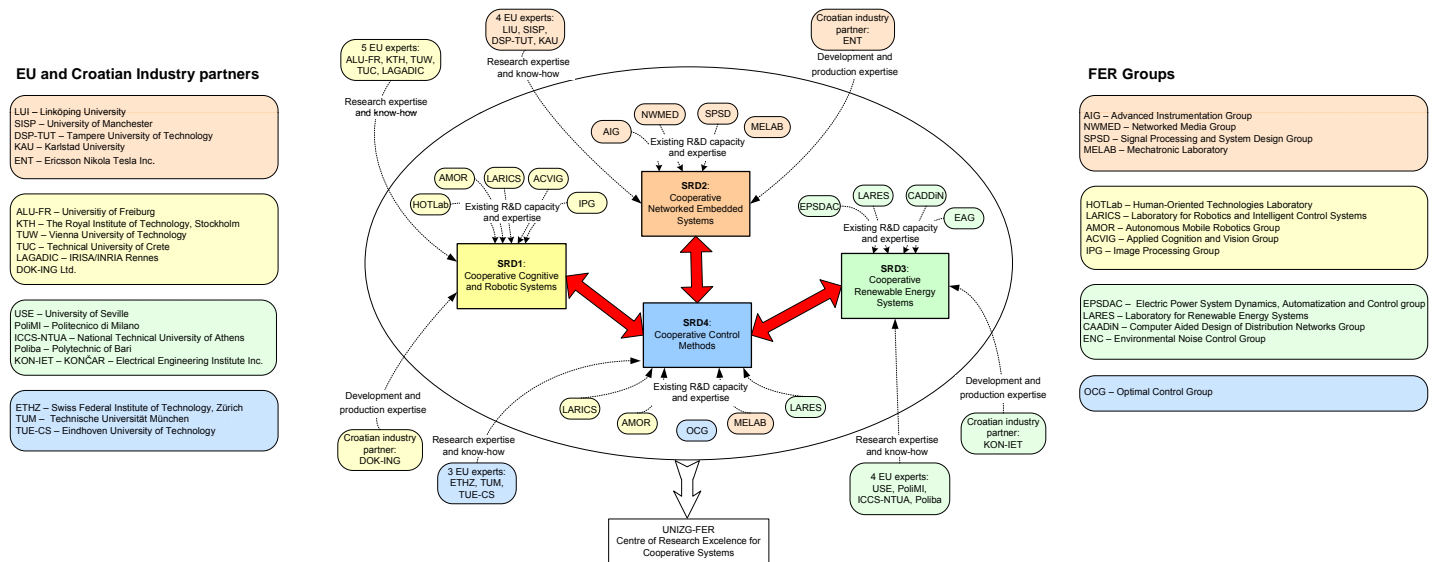 EU and Croatian Industry partners
LUI – Linköping University
SISP – University of Manchester
DSP-TUT – Tampere University of Technology
KAU – Karlstad University
ENT – Ericsson Nikola Tesla Inc.
ALU-FR – Universitiy of Freiburg
KTH – The Royal Institute of Technology, Stockholm
TUW – Vienna University of Technology
TUC – Technical University of Crete
LAGADIC – IRISA/INRIA Rennes
DOK-ING Ltd.
USE – University of Seville
PoliMI – Politecnico di Milano
ICCS-NTUA – National Technical University of Athens
Poliba – Polytechnic of Bari
KON-IET – KONČAR – Electrical Engineering Institute Inc.
ETHZ – Swiss Federal Institute of Technology, Zürich
TUM – Technische Universität München
TUE-CS – Eindhoven University of Technology
5 EU experts:
ALU-FR, KTH, TUW,
TUC, LAGADIC
Research expertise
and know-how
4 EU experts:
LIU, SISP,
DSP-TUT, KAU
Research expertise
and know-how
Croatian industry
partner:
ENT
Development and
production expertise
AIG
NWMED
SPSD
MELAB
Existing R&D capacity
and expertise
SRD2:
Cooperative
Networked Embedded
Systems
HOTLab
AMOR
LARICS
ACVIG
IPG
Existing R&D capacity
and expertise
SRD1:
Cooperative Cognitive
and Robotic Systems
EPSDAC
LARES
CADDiN
EAG
Existing R&D capacity
and expertise
SRD3:
Cooperative
Renewable Energy
Systems
SRD4:
Cooperative Control
Methods
Existing R&D capacity
and expertise
LARICS
AMOR
OCG
MELAB
LARES
Development and
production expertise
Croatian industry
partner:
DOK-ING
Research expertise
and know-how
3 EU experts:
ETHZ, TUM,
TUE-CS
Research expertise
and know-how
4 EU experts:
USE, PoliMI,
ICCS-NTUA, Poliba
Development and
production expertise
Croatian industry
partner:
KON-IET
UNIZG-FER
Centre of Research Excelence for
Cooperative Systems
FER Groups
AIG – Advanced Instrumentation Group
NWMED – Networked Media Group
SPSD – Signal Processing and System Design Group
MELAB – Mechatronic Laboratory
HOTLab - Human-Oriented Technologies Laboratory
LARICS – Laboratory for Robotics and Intelligent Control Systems
AMOR – Autonomous Mobile Robotics Group
ACVIG – Applied Cognition and Vision Group
IPG – Image Processing Group
EPSDAC – Electric Power System Dynamics, Automatization and Control group
LARES – Laboratory for Renewable Energy Systems
CAADiN – Computer Aided Design of Distribution Networks Group
ENC – Environmental Noise Control Group
OCG – Optimal Control Group